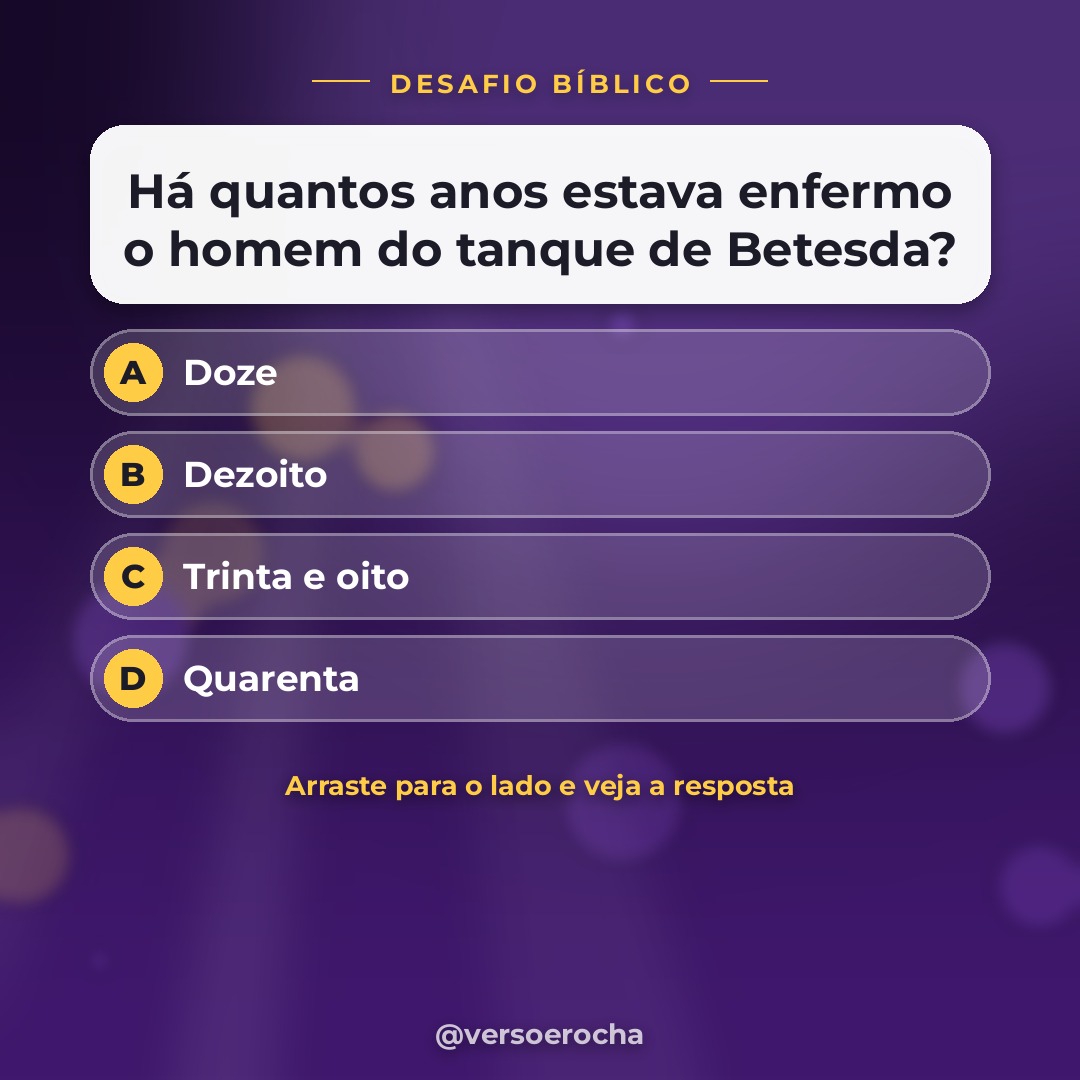 DESAFIO BÍBLICO
Há quantos anos estava enfermo
o homem do tanque de Betesda?
A Doze
B Dezoito
C Trinta e oito
D Quarenta
Arraste para o lado e veja a resposta
@versoerocha